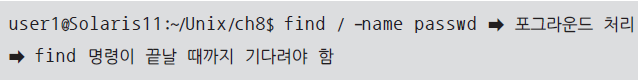 user1@Solaris11:~/Unix/ch8$ find / -name passwd ➡ 포그라운드 처리
➡ find 명령이 끝날 때까지 기다려야 함